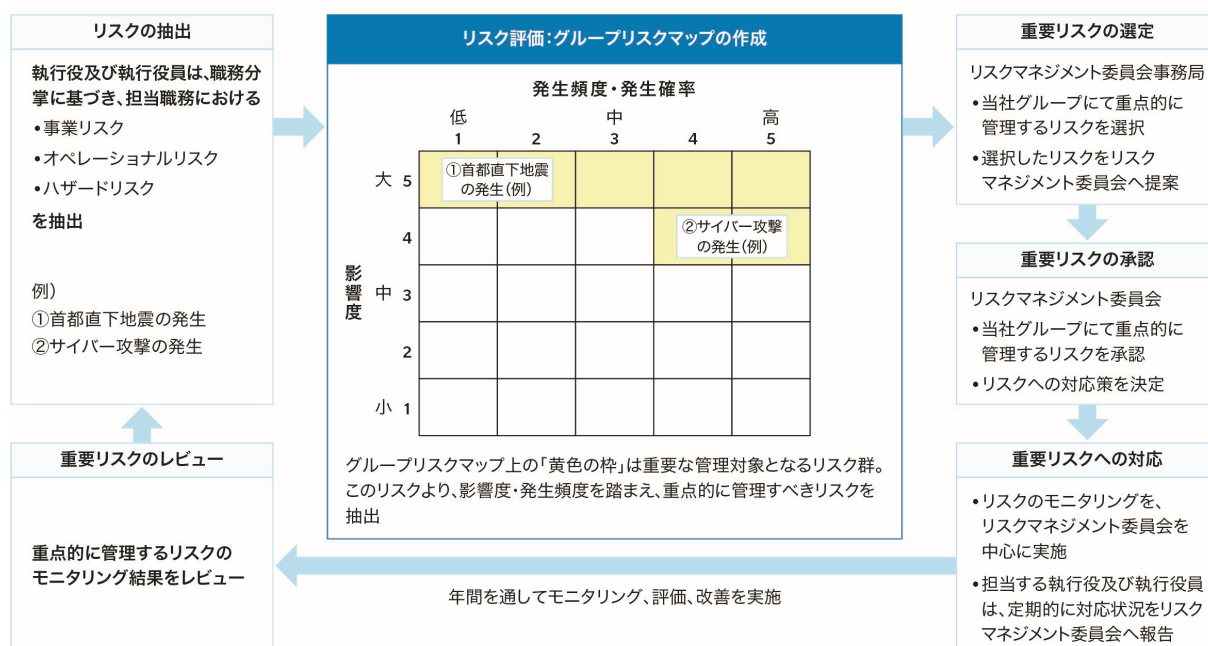 リスクの抽出
執行役及び執行役員は、職務分
掌に基づき、担当職務における
•事業リスク
•オペレーショナルリスク
•ハザードリスク
を抽出
例）
①首都直下地震の発生
②サイバー攻撃の発生
リスク評価：グループリスクマップの作成
発生頻度・発生確率
低 中 高
1 2 3 4 5
影響度
大 5
4
中 3
2
小 1
①首都直下地震
の発生（例）
②サイバー攻撃
の発生（例）
グループリスクマップ上の「黄色の枠」は重要な管理対象となるリスク群。
このリスクより、影響度・発生頻度を踏まえ、重点的に管理すべきリスクを
抽出
重要リスクの選定
リスクマネジメント委員会事務局
•当社グループにて重点的に
管理するリスクを選択
•選択したリスクをリスク
マネジメント委員会へ提案
重要リスクの承認
リスクマネジメント委員会
•当社グループにて重点的に
管理するリスクを承認
•リスクへの対応策を決定
重要リスクへの対応
•リスクのモニタリングを、
リスクマネジメント委員会を
中心に実施
•担当する執行役及び執行役員
は、定期的に対応状況をリスク
マネジメント委員会へ報告
年間を通してモニタリング、評価、改善を実施
重要リスクのレビュー
重点的に管理するリスクの
モニタリング結果をレビュー